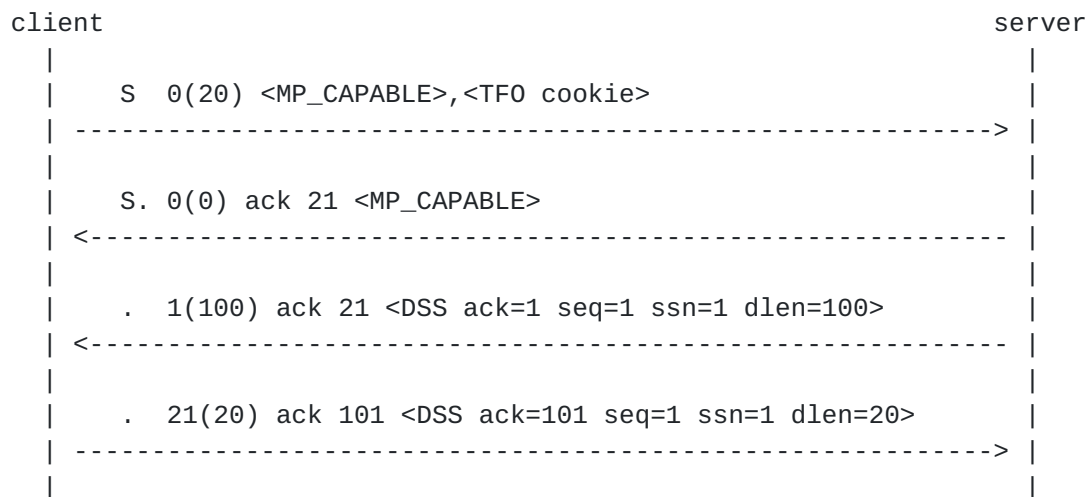 client server
S 0(20) <MP_CAPABLE>,<TFO cookie>
S. 0(0) ack 21 <MP_CAPABLE>
. 1(100) ack 21 <DSS ack=1 seq=1 ssn=1 dlen=100>
. 21(20) ack 101 <DSS ack=101 seq=1 ssn=1 dlen=20>